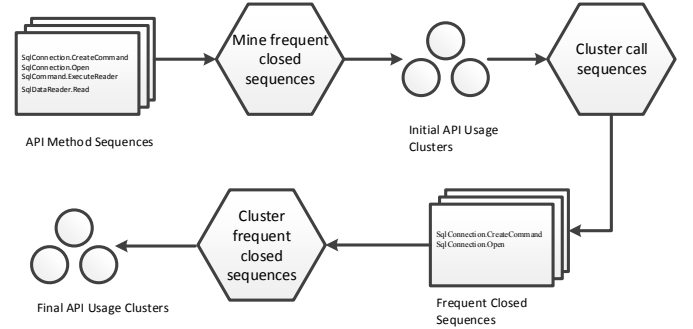 SqlConnection.CreateCommand
SqlConnection.Open
SqlCommand.ExecuteReader
SqlDataReader.Read
API Method Sequences
Mine frequent
closed
sequences
Initial API Usage
Clusters
Cluster call
sequences
SqlConnection.CreateCommand
SqlConnection.Open
Frequent Closed
Sequences
Cluster
frequent
closed
sequences
Final API Usage Clusters